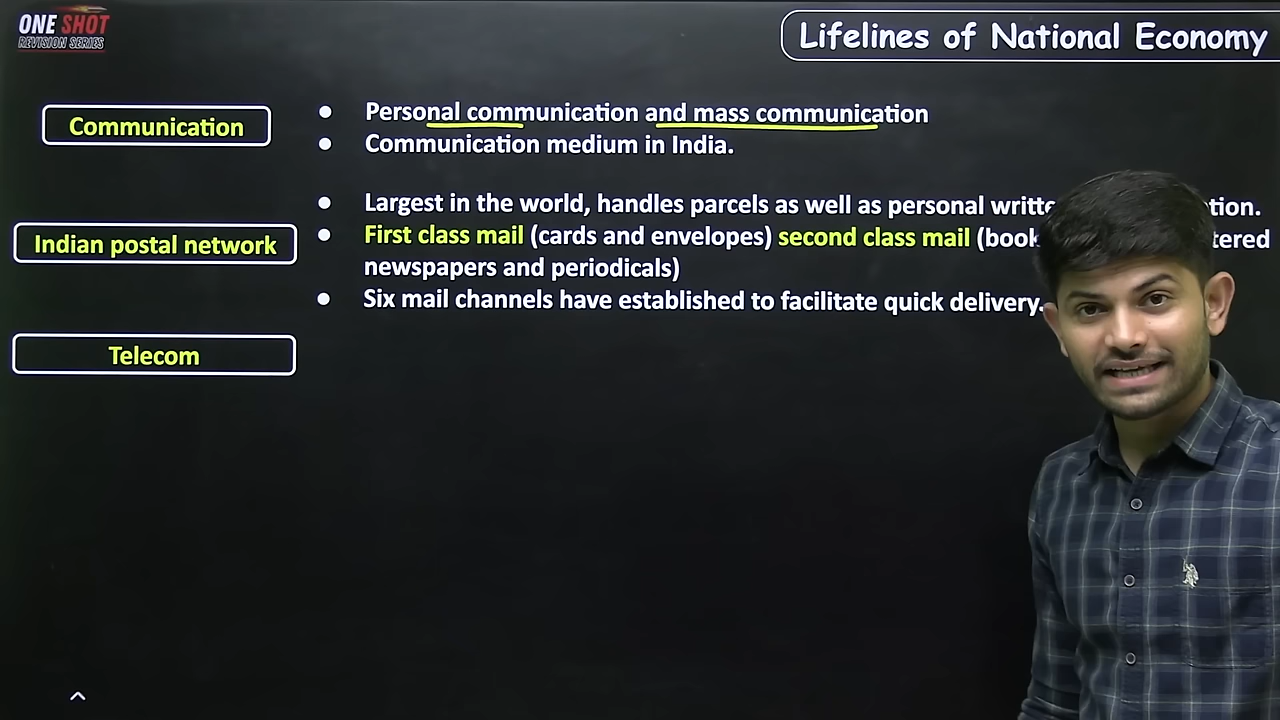 ONE SHOT
REVISION SERIES
Lifelines of National Economy
Communication
● Personal communication and mass communication
● Communication medium in India.
Indian postal network
● Largest in the world, handles parcels as well as personal
● First class mail (cards and envelopes) second class mail
newspapers and periodicals)
● Six mail channels have established to facilitate quick delivery.
Telecom